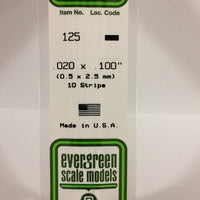 Item No. Loc. Code
125
.020 x .100"
(0.5 x 2.5 mm)
10 Strips
Made in U.S.A.
evergreen
scale models